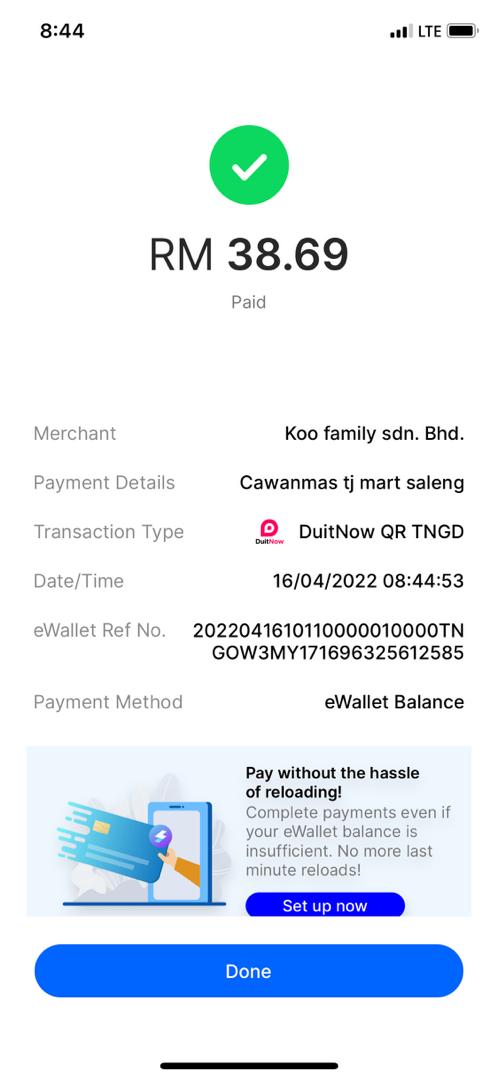 8:44
LTE
RM 38.69
Paid
Merchant Koo family sdn. Bhd.
Payment Details Cawanmas tj mart saleng
Transaction Type DuitNow DuitNow QR TNGD
Date/Time 16/04/2022 08:44:53
eWallet Ref No. 2022041610110000010000TN
GOW3MY171696325612585
Payment Method eWallet Balance
Pay without the hassle
of reloading!
Complete payments even if
your eWallet balance is
insufficient. No more last
minute reloads!
Set up now
Done